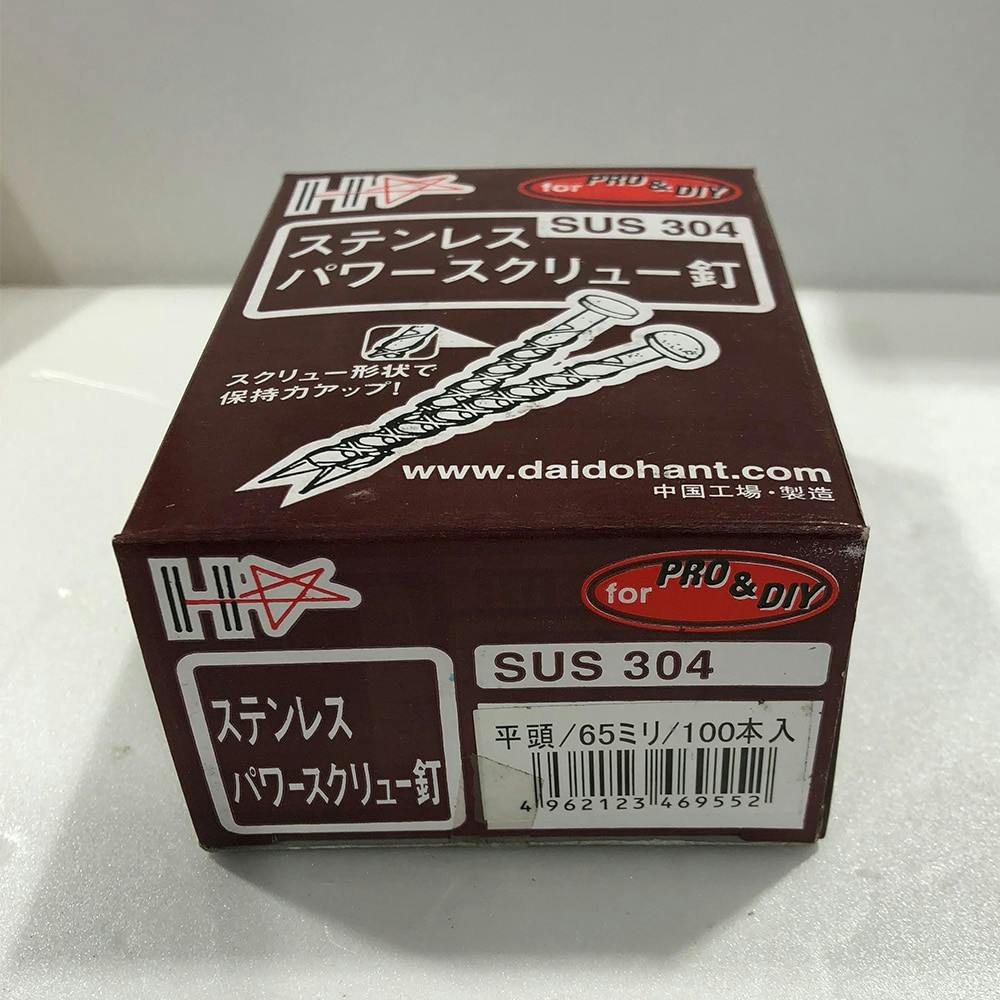 for PRO & DIY
SUS 304
ステンレス
パワースクリュー釘
スクリュー形状で
保持力アップ!
www.daidohant.com
中国工場・製造
for PRO & DIY
SUS 304
ステンレス
パワースクリュー釘
平頭/65ミリ/100本入
4 962123 469552